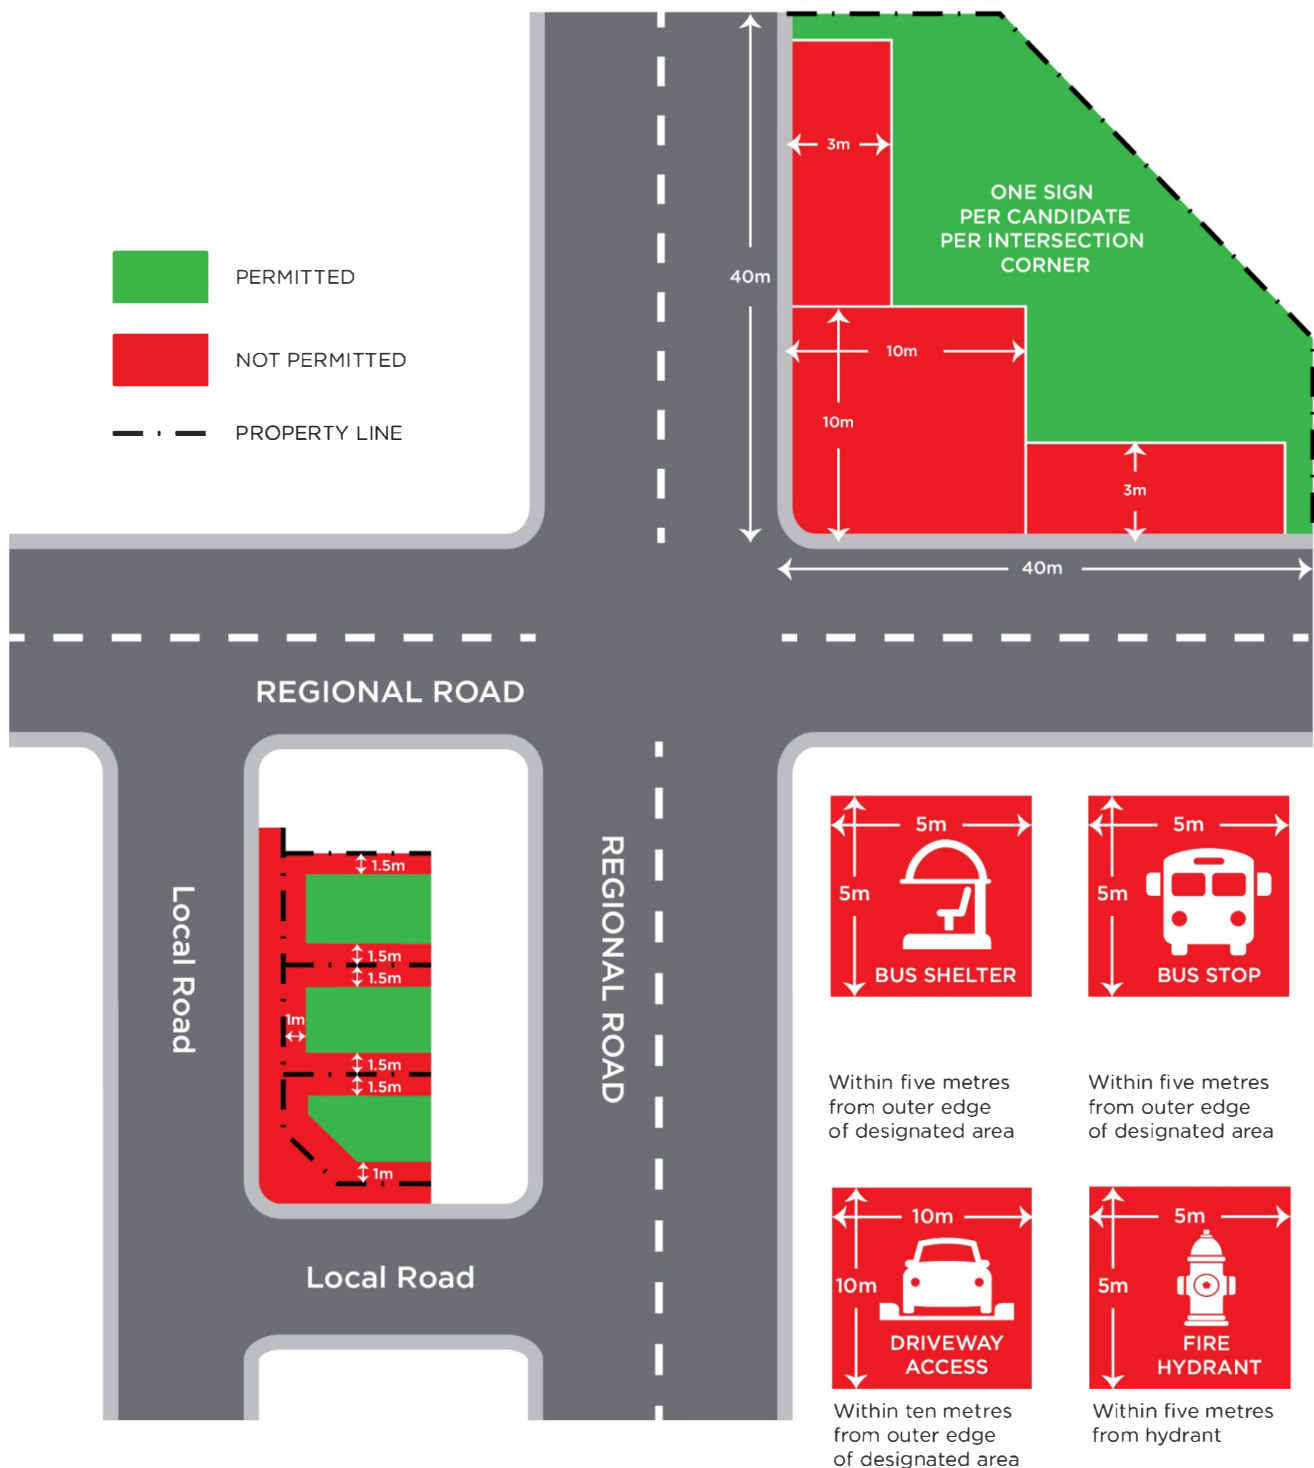 3m
ONE SIGN
PER CANDIDATE
PER INTERSECTION
CORNER
40m
PERMITTED
NOT PERMITTED
PROPERTY LINE
10m
10m
3m
40m
REGIONAL ROAD
REGIONAL ROAD
Local Road
Local Road
1.5m
1.5m
1.5m
1m
1.5m
1.5m
1m
5m
5m
BUS SHELTER
Within five metres
from outer edge
of designated area
5m
5m
BUS STOP
Within five metres
from outer edge
of designated area
10m
10m
DRIVEWAY
ACCESS
Within ten metres
from outer edge
of designated area
5m
5m
FIRE
HYDRANT
Within five metres
from hydrant